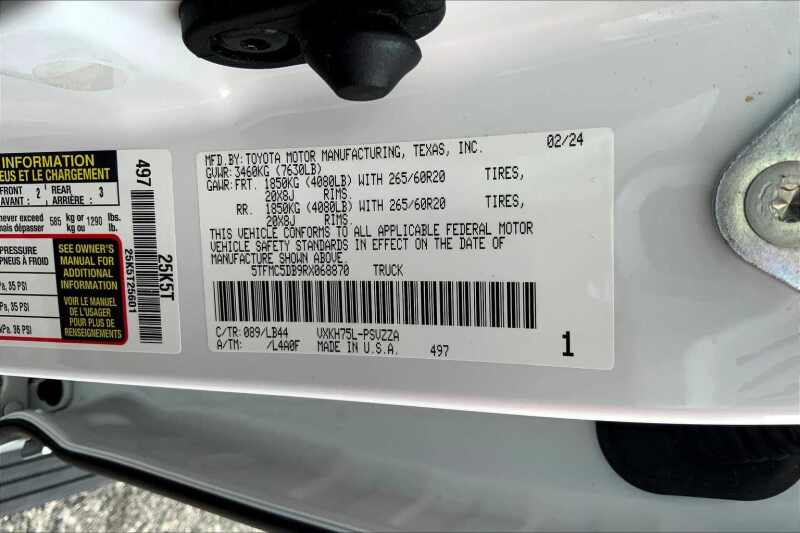 INFORMATION
EUS ET LE CHARGEMENT
FRONT 2 REAR 3
AVANT : ARRIÈRE :
never exceed 585 kg or 1290 lbs.
mais dépasser kg ou lb.
PRESSURE
PNEUS À FROID
Pa, 35 PSI
Pa, 35 PSI
kPa, 36 PSI
SEE OWNER'S
MANUAL FOR
ADDITIONAL
INFORMATION
VOIR LE MANUEL
DE L'USAGER
POUR PLUS DE
RENSEIGNEMENTS
497
25K5T25601
25K5T
MFD.BY: TOYOTA MOTOR MANUFACTURING, TEXAS, INC. 02/24
GVWR: 3460KG (7630LB)
GAWR: FRT. 1850KG (4080LB) WITH 265/60R20 TIRES,
20X8J RIMS.
RR. 1850KG (4080LB) WITH 265/60R20 TIRES,
20X8J RIMS.
THIS VEHICLE CONFORMS TO ALL APPLICABLE FEDERAL MOTOR
VEHICLE SAFETY STANDARDS IN EFFECT ON THE DATE OF
MANUFACTURE SHOWN ABOVE.
5TFMC5DB9RX068870 TRUCK
C/TR: 089/LB44 VXKH75L-PSVZZA
A/TM: /L4A0F MADE IN U.S.A. 497 1